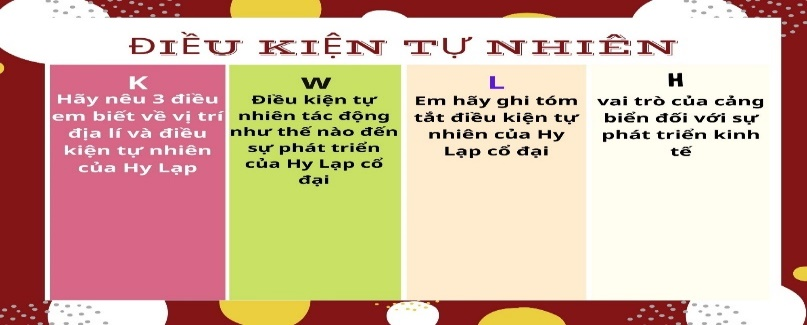 ĐIỀU KIỆN TỰ NHIÊN
K
Hãy nêu 3 điều
em biết về vị trí
địa lí và điều
kiện tự nhiên
của Hy Lạp
W
Điều kiện tự
nhiên tác động
như thế nào đến
sự phát triển
của Hy Lạp cổ
đại
L
Em hãy ghi tóm
tắt điều kiện tự
nhiên của Hy
Lạp cổ đại
H
vai trò của cảng
biển đối với sự
phát triển kinh
tế